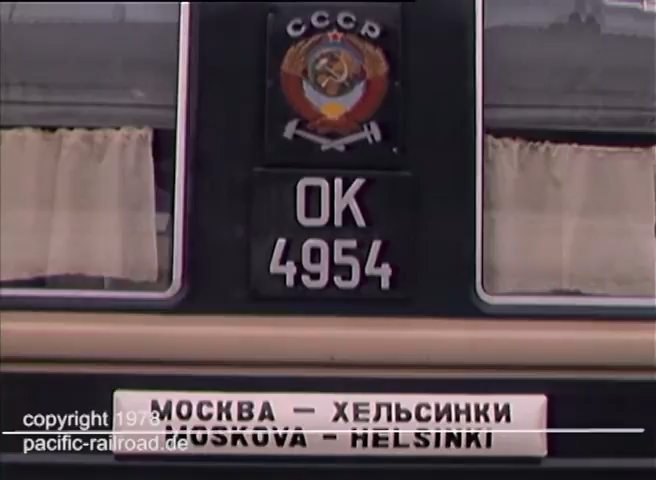 СССР
ОК
4954
МОСКВА – ХЕЛЬСИНКИ
MOSKOVA – HELSINKI
copyright 1978
pacific-railroad.de